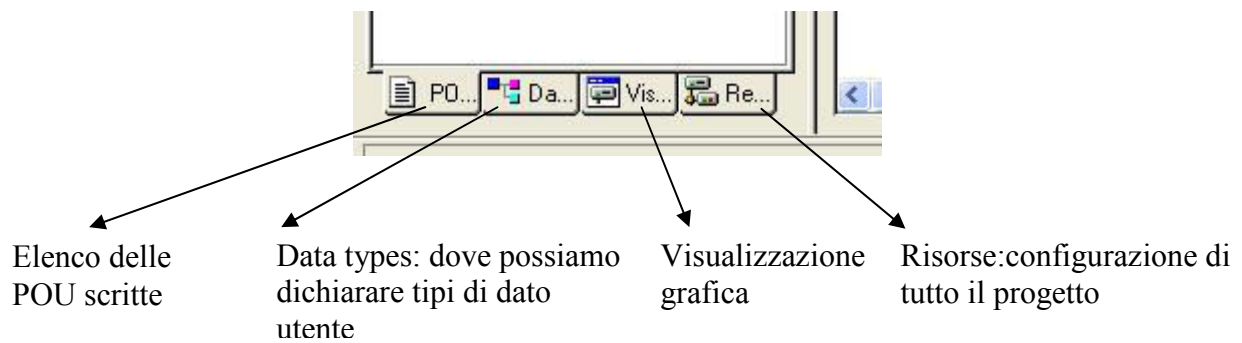 PO... Da... Vis... Re...
Elenco delle
POU scritte
Data types: dove possiamo
dichiarare tipi di dato
utente
Visualizzazione
grafica
Risorse:configurazione di
tutto il progetto